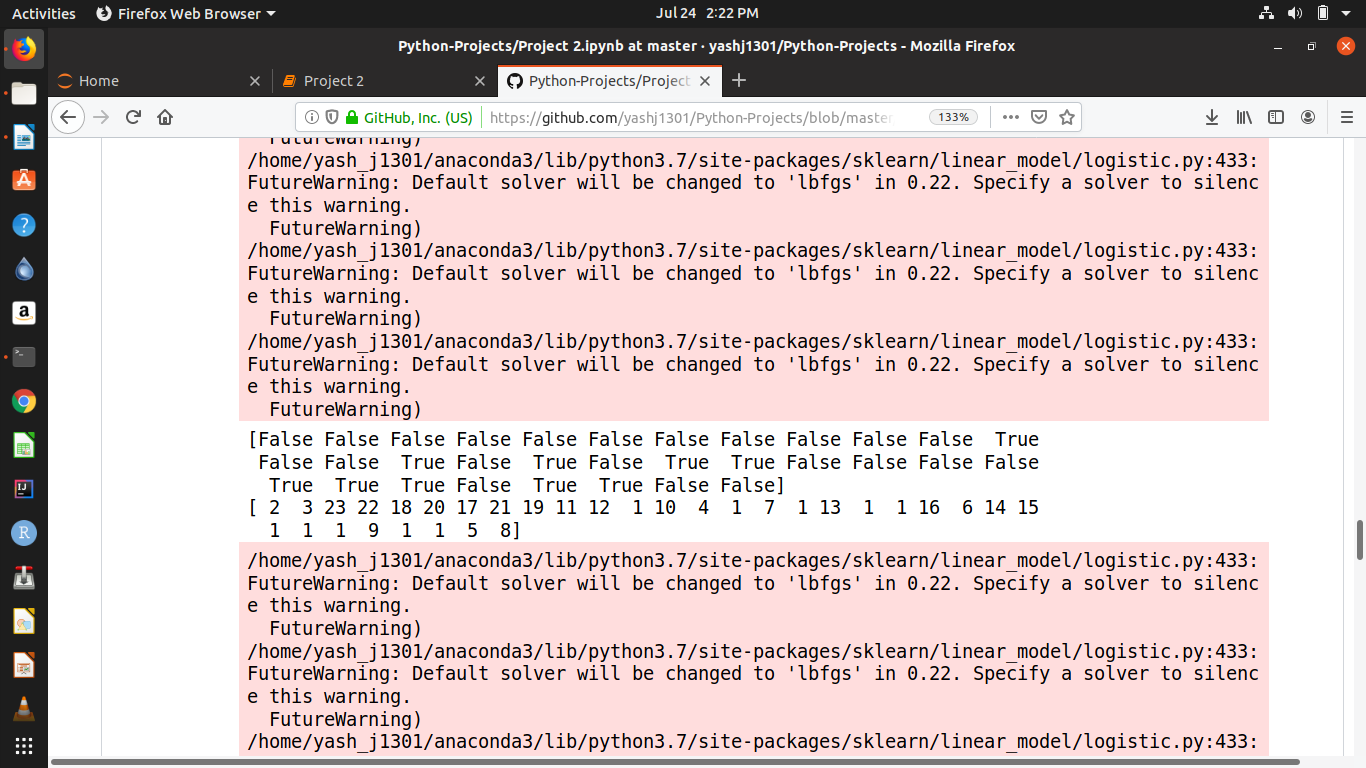 Activities Firefox Web Browser Jul 24 2:22 PM
Python-Projects/Project 2.ipynb at master · yashj1301/Python-Projects - Mozilla Firefox
Home Project 2 Python-Projects/Project
GitHub, Inc. (US) https://github.com/yashj1301/Python-Projects/blob/master 133%
FutureWarning)
/home/yash_j1301/anaconda3/lib/python3.7/site-packages/sklearn/linear_model/logistic.py:433:
FutureWarning: Default solver will be changed to 'lbfgs' in 0.22. Specify a solver to silenc
e this warning.
  FutureWarning)
/home/yash_j1301/anaconda3/lib/python3.7/site-packages/sklearn/linear_model/logistic.py:433:
FutureWarning: Default solver will be changed to 'lbfgs' in 0.22. Specify a solver to silenc
e this warning.
  FutureWarning)
/home/yash_j1301/anaconda3/lib/python3.7/site-packages/sklearn/linear_model/logistic.py:433:
FutureWarning: Default solver will be changed to 'lbfgs' in 0.22. Specify a solver to silenc
e this warning.
  FutureWarning)
[False False False False False False False False False False False  True
 False False  True False  True False  True  True False False False False
  True  True  True False  True  True False False]
[ 2  3 23 22 18 20 17 21 19 11 12  1 10  4  1  7  1 13  1  1 16  6 14 15
  1  1  1  9  1  1  5  8]
/home/yash_j1301/anaconda3/lib/python3.7/site-packages/sklearn/linear_model/logistic.py:433:
FutureWarning: Default solver will be changed to 'lbfgs' in 0.22. Specify a solver to silenc
e this warning.
  FutureWarning)
/home/yash_j1301/anaconda3/lib/python3.7/site-packages/sklearn/linear_model/logistic.py:433:
FutureWarning: Default solver will be changed to 'lbfgs' in 0.22. Specify a solver to silenc
e this warning.
  FutureWarning)
/home/yash_j1301/anaconda3/lib/python3.7/site-packages/sklearn/linear_model/logistic.py:433: